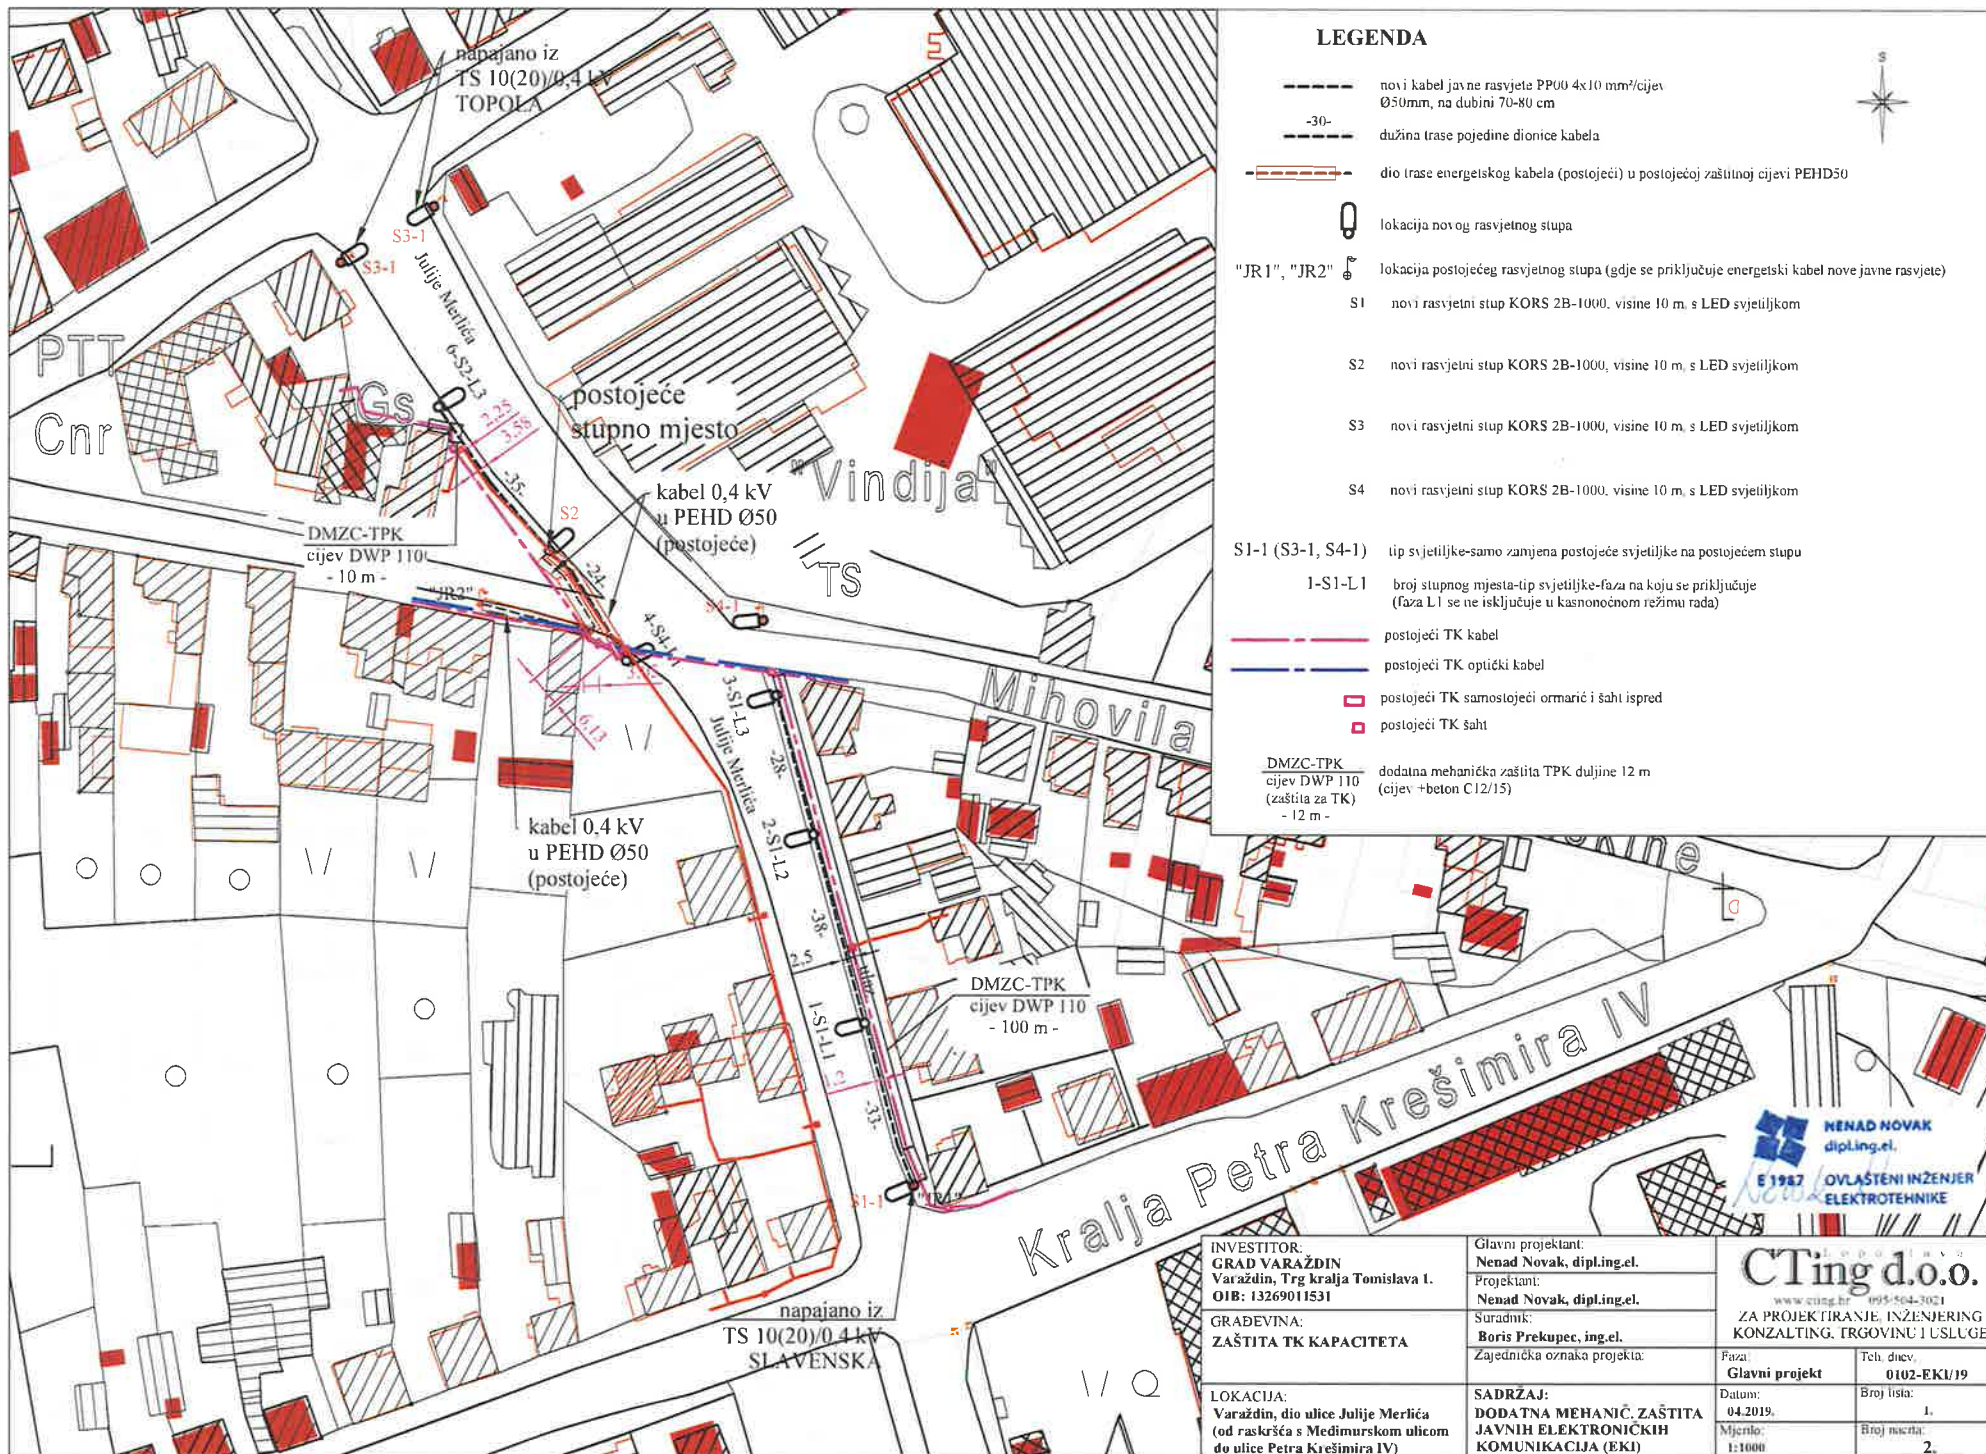 LEGENDA
S
novi kabel javne rasvjete PP00 4x10 mm²/cijev
Ø50mm, na dubini 70-80 cm
-30-
dužina trase pojedine dionice kabela
dio trase energetskog kabela (postojeći) u postojećoj zaštitnoj cijevi PEHD50
lokacija novog rasvjetnog stupa
"JR1", "JR2"
lokacija postojećeg rasvjetnog stupa (gdje se priključuje energetski kabel nove javne rasvjete)
S1 novi rasvjetni stup KORS 2B-1000, visine 10 m, s LED svjetiljkom
S2 novi rasvjetni stup KORS 2B-1000, visine 10 m, s LED svjetiljkom
S3 novi rasvjetni stup KORS 2B-1000, visine 10 m, s LED svjetiljkom
S4 novi rasvjetni stup KORS 2B-1000, visine 10 m, s LED svjetiljkom
S1-1 (S3-1, S4-1) tip svjetiljke-samo zamjena postojeće svjetiljke na postojećem stupu
1-S1-L1 broj stupnog mjesta-tip svjetiljke-faza na koju se priključuje
(faza L1 se ne isključuje u kasnonoćnom režimu rada)
postojeći TK kabel
postojeći TK optički kabel
postojeći TK samostojeći ormarić i šaht ispred
postojeći TK šaht
DMZC-TPK
cijev DWP 110
(zaštita za TK)
- 12 m -
dodatna mehanička zaštita TPK duljine 12 m
(cijev +beton C12/15)
napajano iz
TS 10(20)/0,4 kV
TOPOLA
S3-1
S3-1
Julije Merlića
6-S2-L3
PTT
Cnr
Gs
2,25
3,58
postojeće
stupno mjesto
-35-
S2
kabel 0,4 kV
u PEHD Ø50
(postojeće)
"Vindija"
TS
DMZC-TPK
cijev DWP 110
- 10 m -
-24-
"JR2"
S4-1
4-S4-L1
6,13
3-S1-L3
Mihovila
Julije Merlića
-28-
2-S1-L2
kabel 0,4 kV
u PEHD Ø50
(postojeće)
-38-
2,5
DMZC-TPK
cijev DWP 110
- 100 m -
1-S1-L1
1,2
-33-
S1-1
"JR1"
Kralja Petra Krešimira IV
napajano iz
TS 10(20)/0,4 kV
SLAVENSKA
NENAD NOVAK
dipl.ing.el.
E 1987 OVLAŠTENI INŽENJER
ELEKTROTEHNIKE
INVESTITOR:
GRAD VARAŽDIN
Varaždin, Trg kralja Tomislava 1.
OIB: 13269011531
GRAĐEVINA:
ZAŠTITA TK KAPACITETA
LOKACIJA:
Varaždin, dio ulice Julije Merlića
(od raskršća s Međimurskom ulicom
do ulice Petra Krešimira IV)
Glavni projektant:
Nenad Novak, dipl.ing.el.
Projektant:
Nenad Novak, dipl.ing.el.
Suradnik:
Boris Prekupec, ing.el.
Zajednička oznaka projekta:
SADRŽAJ:
DODATNA MEHANIČ. ZAŠTITA
JAVNIH ELEKTRONIČKIH
KOMUNIKACIJA (EKI)
CTing d.o.o.
www.cting.hr 095-504-3021
ZA PROJEKTIRANJE, INŽENJERING
KONZALTING, TRGOVINU I USLUGE
Faza:
Glavni projekt
Teh. dnev.
0102-EKI/19
Datum:
04.2019.
Broj lista:
1.
Mjerilo:
1:1000
Broj nacrta:
2.